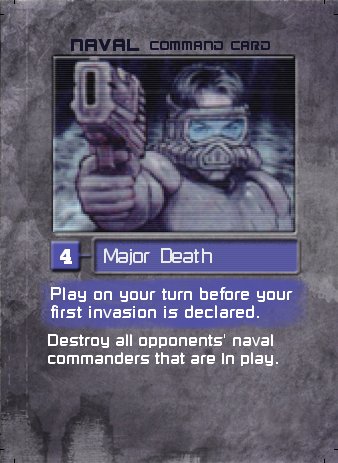 NAVAL COMMAND CARD
4 Major Death
Play on your turn before your
first invasion is declared.
Destroy all opponents' naval
commanders that are in play.